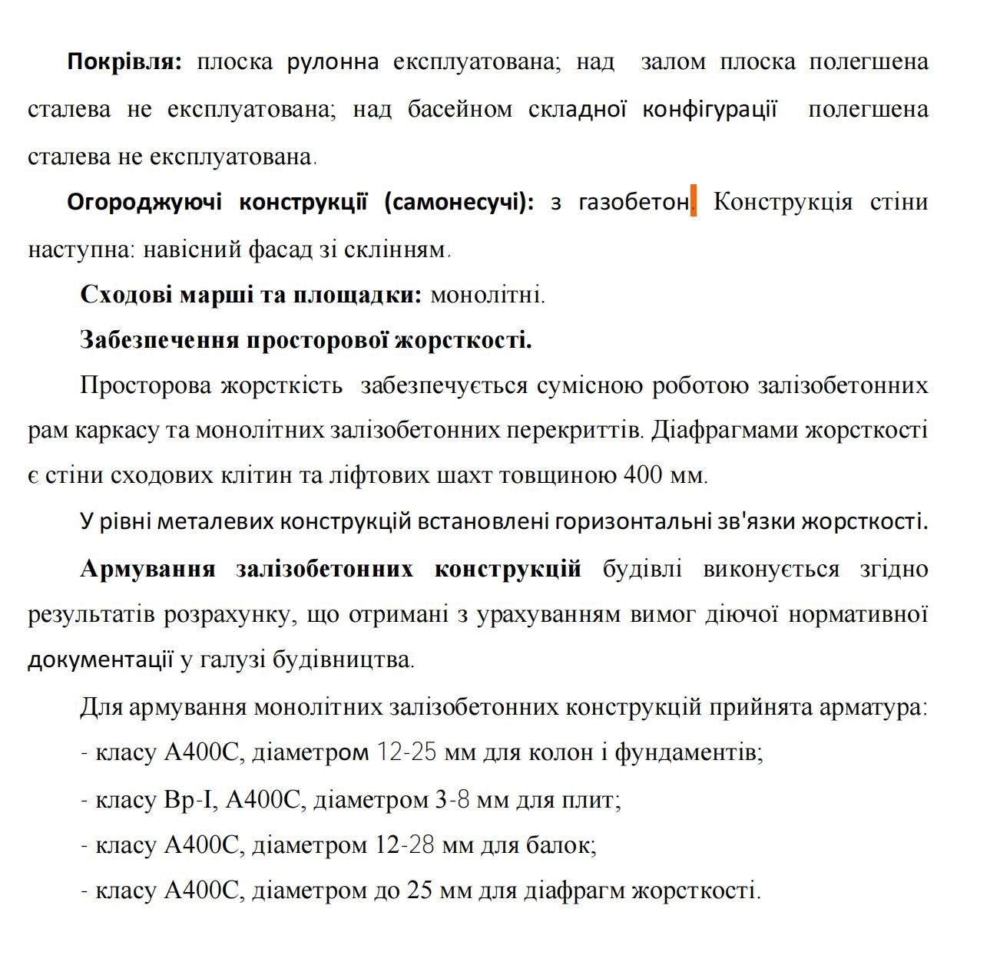 Покрівля: плоска рулонна експлуатована; над залом плоска полегшена
сталева не експлуатована; над басейном складної конфігурації полегшена
сталева не експлуатована.
Огороджуючі конструкції (самонесучі): з газобетон. Конструкція стіни
наступна: навісний фасад зі склінням.
Сходові марші та площадки: монолітні.
Забезпечення просторової жорсткості.
Просторова жорсткість забезпечується сумісною роботою залізобетонних
рам каркасу та монолітних залізобетонних перекриттів. Діафрагмами жорсткості
є стіни сходових клітин та ліфтових шахт товщиною 400 мм.
У рівні металевих конструкцій встановлені горизонтальні зв'язки жорсткості.
Армування залізобетонних конструкцій будівлі виконується згідно
результатів розрахунку, що отримані з урахуванням вимог діючої нормативної
документації у галузі будівництва.
Для армування монолітних залізобетонних конструкцій прийнята арматура:
- класу А400С, діаметром 12-25 мм для колон і фундаментів;
- класу Вр-І, А400С, діаметром 3-8 мм для плит;
- класу А400С, діаметром 12-28 мм для балок;
- класу А400С, діаметром до 25 мм для діафрагм жорсткості.